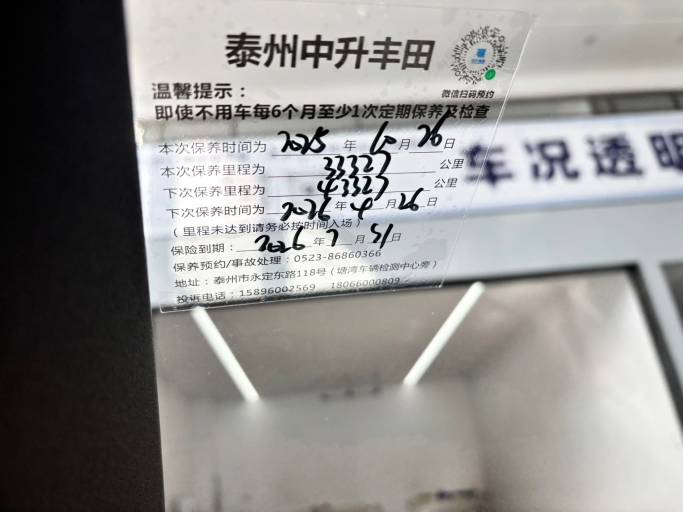 泰州中升丰田
微信扫码预约
温馨提示：
即使不用车每6个月至少1次定期保养及检查
本次保养时间为 2025 年 10 月 26 日
本次保养里程为 33327 公里
下次保养里程为 43327 公里
下次保养时间为 2026 年 4 月 26 日
（里程未达到请务必按时间入场）
保险到期： 2026 年 7 月 31 日
保养预约/事故处理：0523-86860366
地址：泰州市永定东路118号（塘湾车辆检测中心旁）
投诉电话：15896002569 18066000809
车况透明